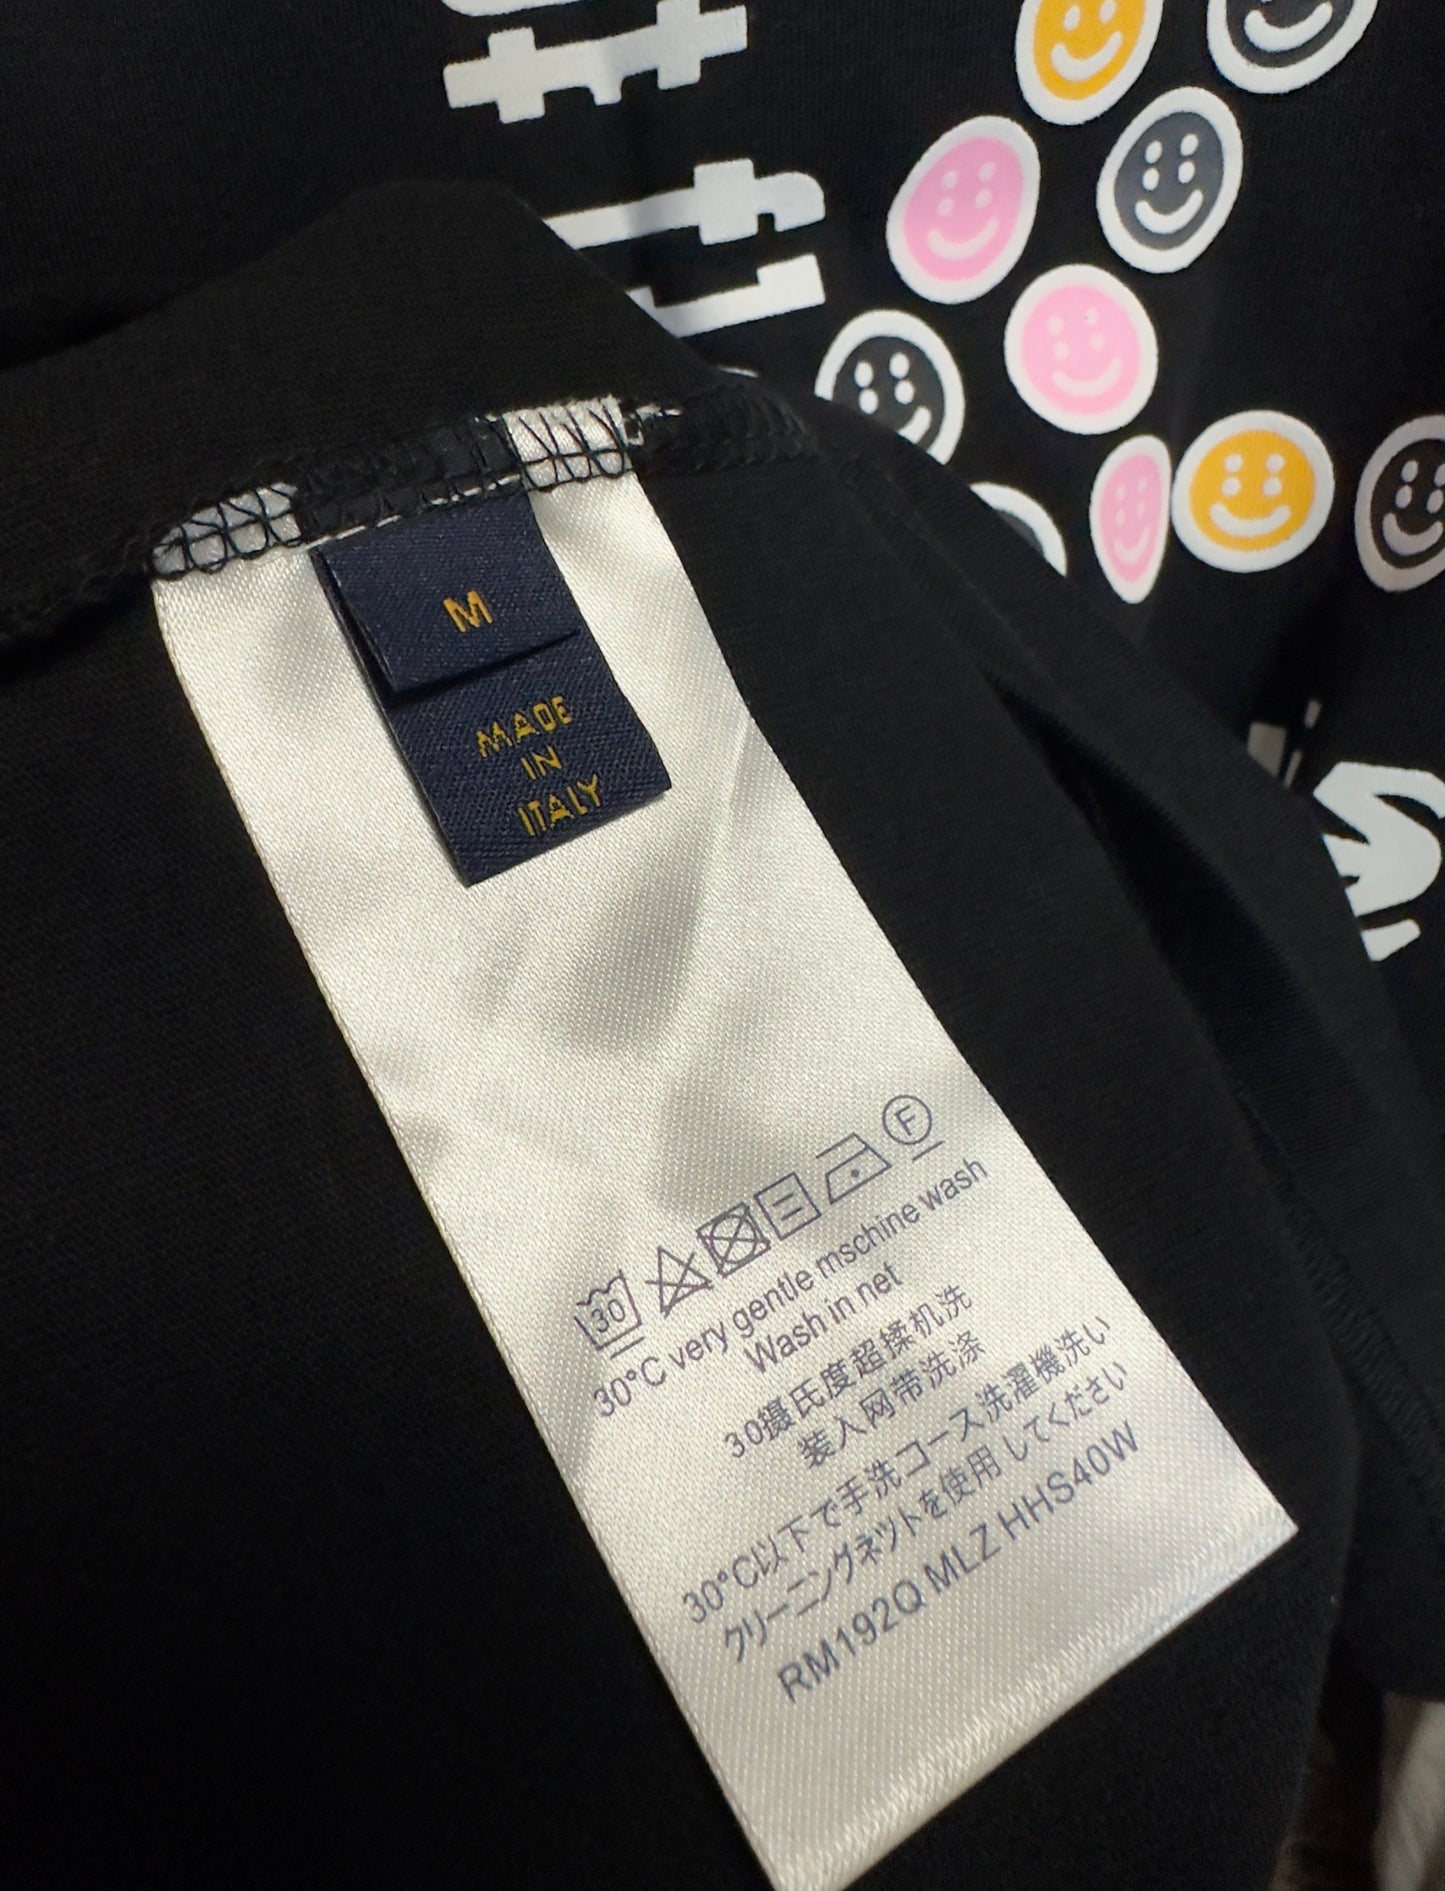 M
MADE
IN
ITALY
30
F
30°C very gentle mschine wash
Wash in net
30摄氏度超揉机洗
装入网带洗涤
30°C以下で手洗コース洗濯機洗い
クリーニングネットを使用してください
RM192Q MLZ HHS40W